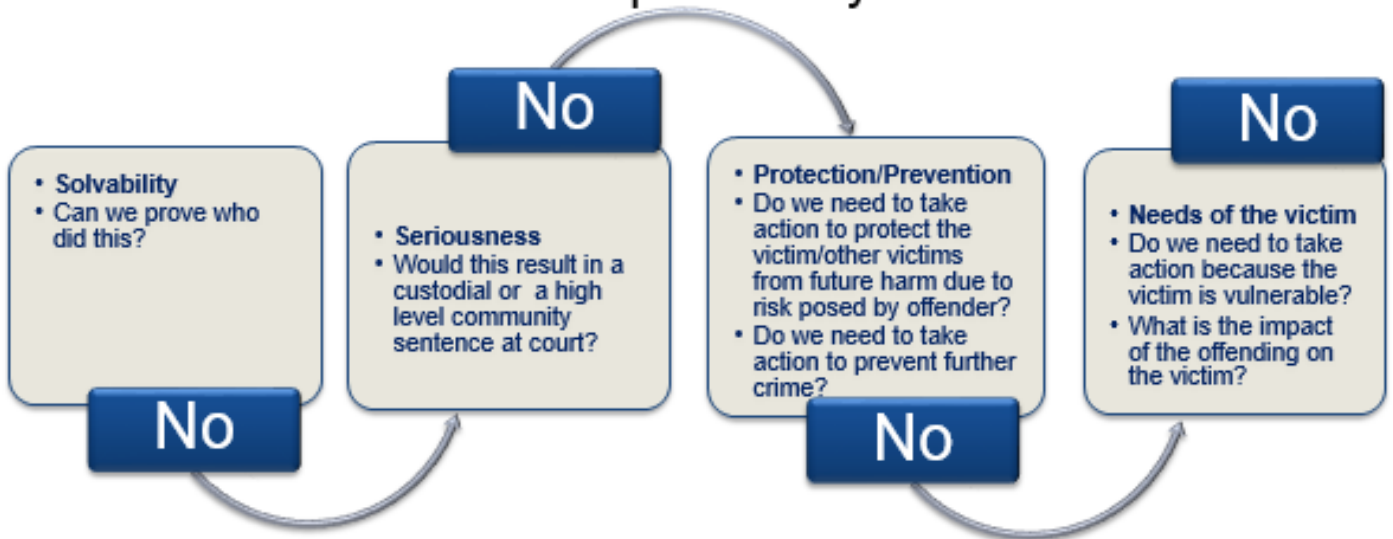 No
No
• Solvability
• Can we prove who
did this?
• Seriousness
• Would this result in a
custodial or a high
level community
sentence at court?
• Protection/Prevention
• Do we need to take
action to protect the
victim/other victims
from future harm due to
risk posed by offender?
• Do we need to take
action to prevent further
crime?
• Needs of the victim
• Do we need to take
action because the
victim is vulnerable?
• What is the impact
of the offending on
the victim?
No
No